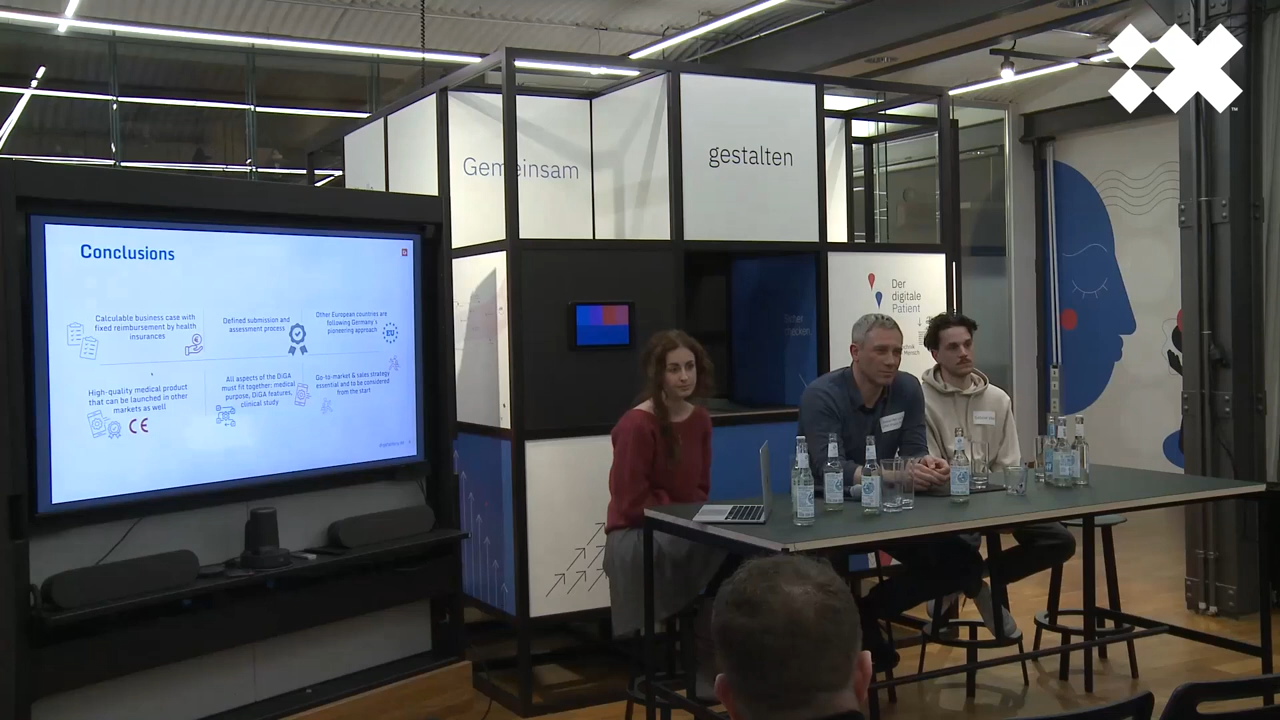 Gemeinsam
gestalten
Der
digitale
Patient
Conclusions
Calculable business case with
fixed reimbursement by health
insurances
Defined submission and
assessment process
Other European countries are
following Germany's
pioneering approach
EU
High-quality medical product
that can be launched in other
markets as well
CE
All aspects of the DiGA
must fit together: medical
purpose, DiGA features,
clinical study
Go-to-market & sales strategy
essential and to be considered
from the start
TM